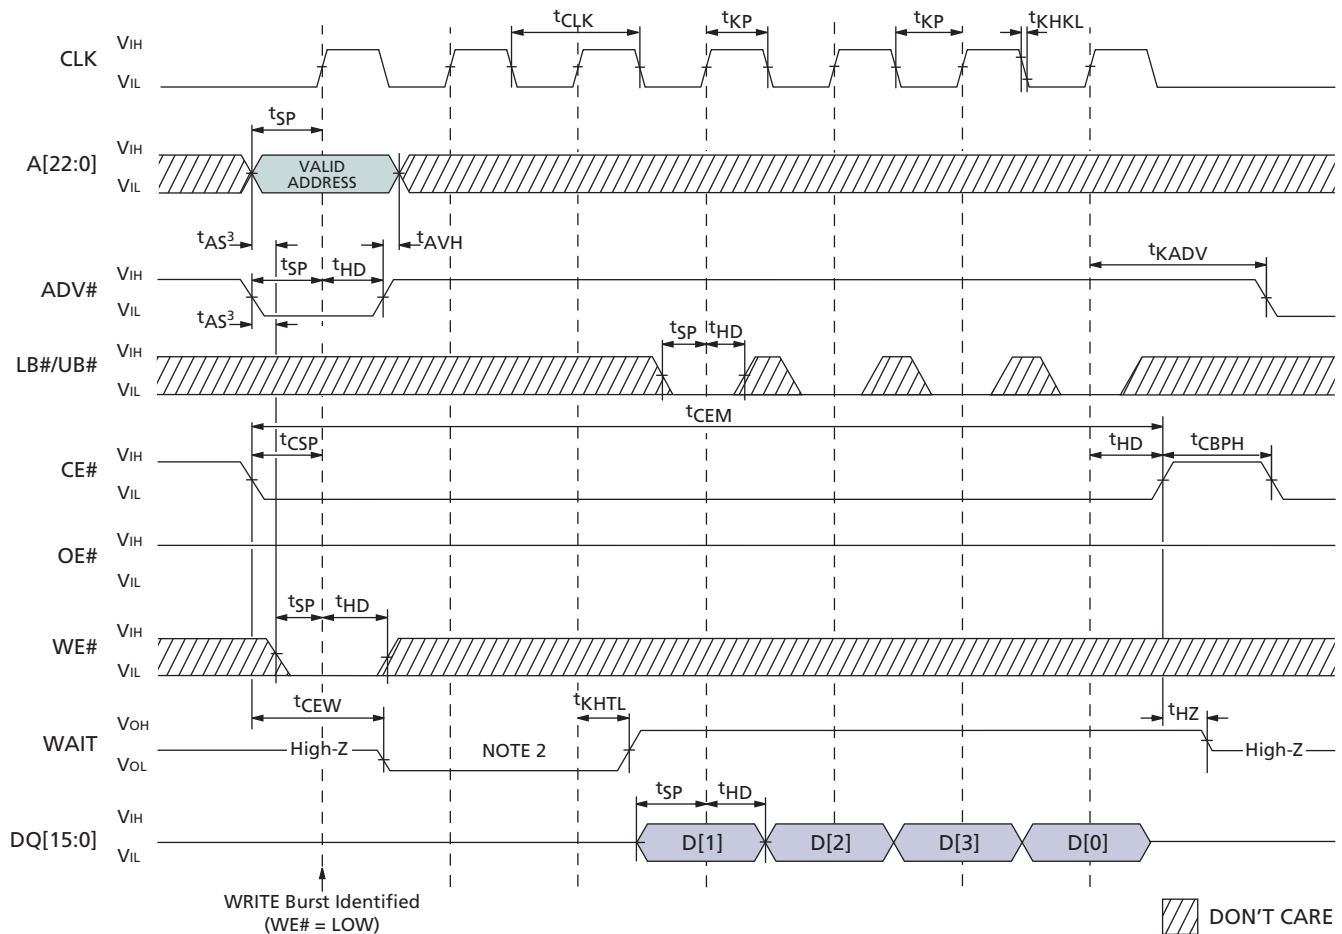 tCLK tKP tKP tKHKL
CLK VIH
VIL
tSP
A[22:0] VIH
VIL
VALID
ADDRESS
tAS3 tAVH
tSP tHD tKADV
ADV# VIH
VIL
tAS3
tSP tHD
LB#/UB# VIH
VIL
tCEM
tCSP tHD tCBPH
CE# VIH
VIL
OE# VIH
VIL
tSP tHD
WE# VIH
VIL
tCEW tKHTL tHZ
WAIT VOH
VOL
High-Z NOTE 2 High-Z
tSP tHD
DQ[15:0] VIH
VIL
D[1] D[2] D[3] D[0]
WRITE Burst Identified
(WE# = LOW)
DON'T CARE